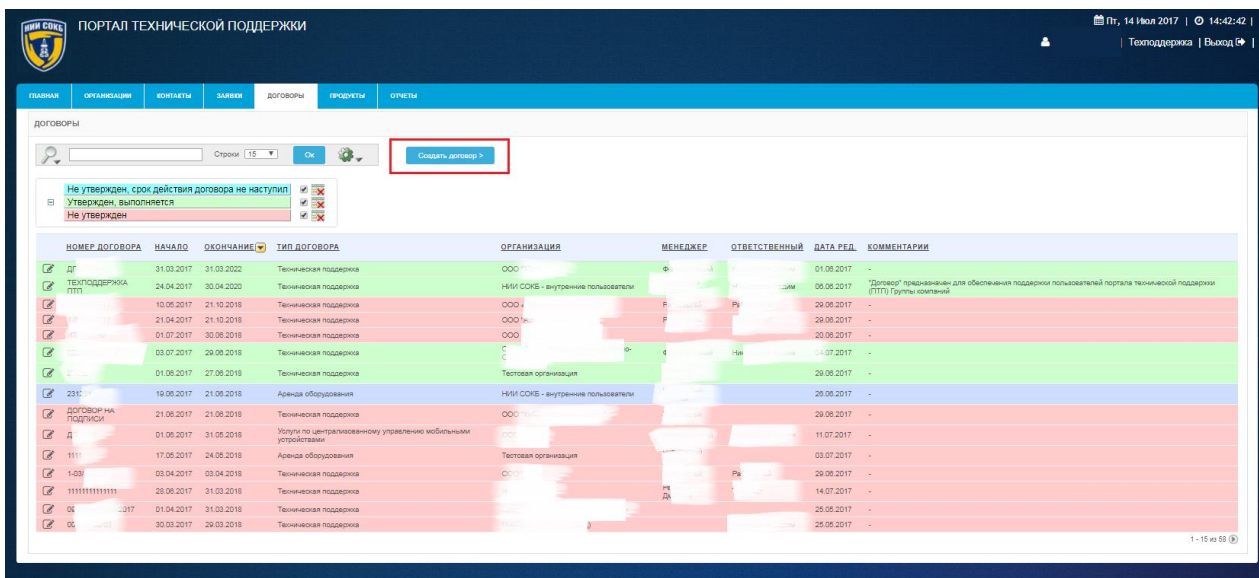 НИИ СОКБ
ПОРТАЛ ТЕХНИЧЕСКОЙ ПОДДЕРЖКИ
Пт, 14 Июл 2017 | 14:42:42 |
| Техподдержка | Выход |
ГЛАВНАЯ ОРГАНИЗАЦИИ КОНТАКТЫ ЗАЯВКИ ДОГОВОРЫ ПРОДУКТЫ ОТЧЕТЫ
ДОГОВОРЫ
Строки 15 Ок Создать договор >
Не утвержден, срок действия договора не наступил
Утвержден, выполняется
Не утвержден
НОМЕР ДОГОВОРА НАЧАЛО ОКОНЧАНИЕ ТИП ДОГОВОРА ОРГАНИЗАЦИЯ МЕНЕДЖЕР ОТВЕТСТВЕННЫЙ ДАТА РЕД. КОММЕНТАРИИ
31.03.2017 31.03.2022 Техническая поддержка ООО 01.06.2017 -
ТЕХПОДДЕРЖКА ПТП 24.04.2017 30.04.2020 Техническая поддержка НИИ СОКБ - внутренние пользователи 06.06.2017 "Договор" предназначен для обеспечения поддержки пользователей портала технической поддержки
(ПТП) Группы компаний
10.05.2017 21.10.2018 Техническая поддержка ООО 29.06.2017 -
21.04.2017 21.10.2018 Техническая поддержка ООО 29.06.2017 -
01.07.2017 30.06.2018 Техническая поддержка ООО 20.06.2017 -
03.07.2017 29.06.2018 Техническая поддержка 04.07.2017 -
01.06.2017 27.06.2018 Техническая поддержка Тестовая организация 29.06.2017 -
19.06.2017 21.06.2018 Аренда оборудования НИИ СОКБ - внутренние пользователи 26.06.2017 -
ДОГОВОР НА ПОДПИСИ 21.06.2017 21.06.2018 Техническая поддержка ООО 29.06.2017 -
01.06.2017 31.05.2018 Услуги по централизованному управлению мобильными
устройствами 11.07.2017 -
1111 17.05.2017 24.05.2018 Аренда оборудования Тестовая организация 03.07.2017 -
03.04.2017 03.04.2018 Техническая поддержка 29.06.2017 -
11111111111111 28.06.2017 31.03.2018 Техническая поддержка 14.07.2017 -
01.04.2017 31.03.2018 Техническая поддержка 25.05.2017 -
30.03.2017 29.03.2018 Техническая поддержка 25.05.2017 -
1 - 15 из 58